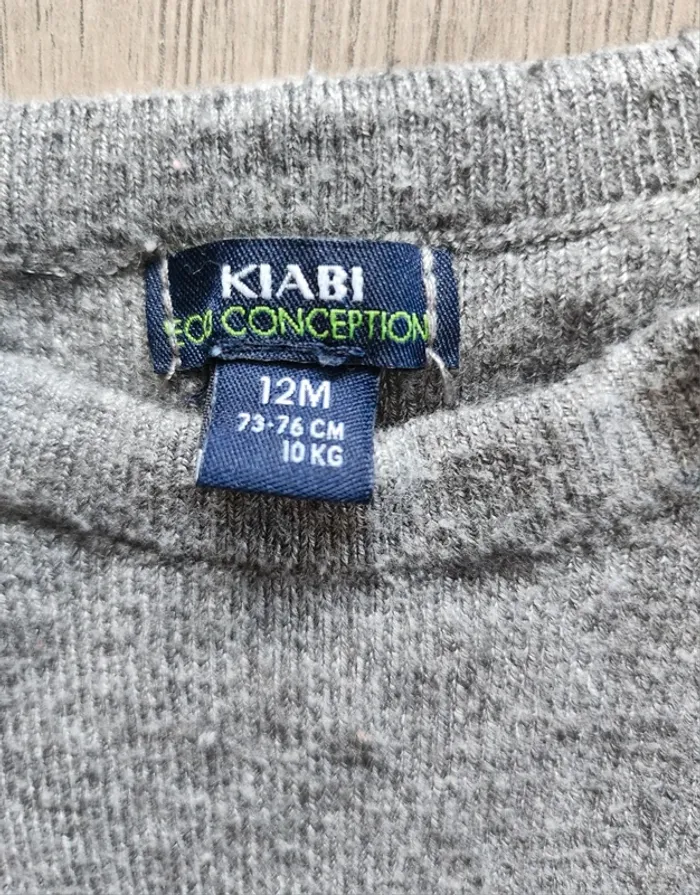 KIABI
ECO CONCEPTION
12M
73-76 CM
10 KG